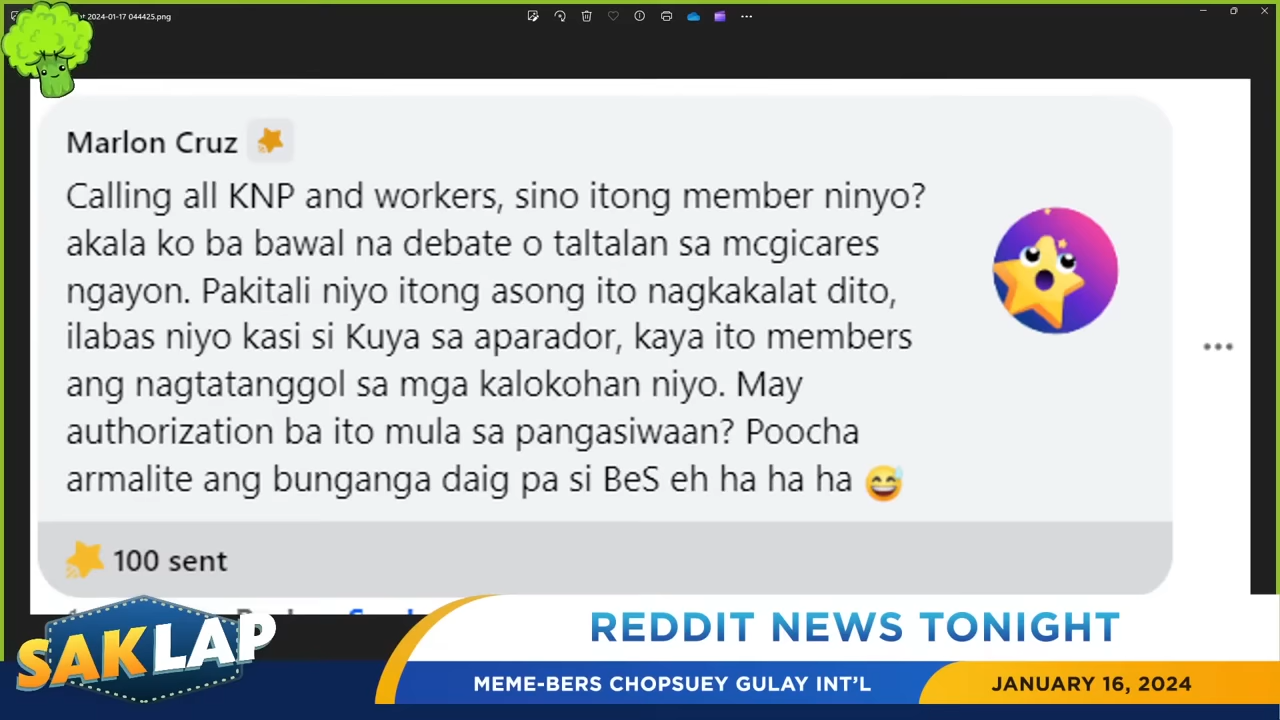 2024-01-17 044425.png
Marlon Cruz
Calling all KNP and workers, sino itong member ninyo?
akala ko ba bawal na debate o taltalan sa mcgicares
ngayon. Pakitali niyo itong asong ito nagkakalat dito,
ilabas niyo kasi si Kuya sa aparador, kaya ito members
ang nagtatanggol sa mga kalokohan niyo. May
authorization ba ito mula sa pangasiwaan? Poocha
armalite ang bunganga daig pa si BeS eh ha ha ha 😅
100 sent
SAKLAP
REDDIT NEWS TONIGHT
MEME-BERS CHOPSUEY GULAY INT'L
JANUARY 16, 2024